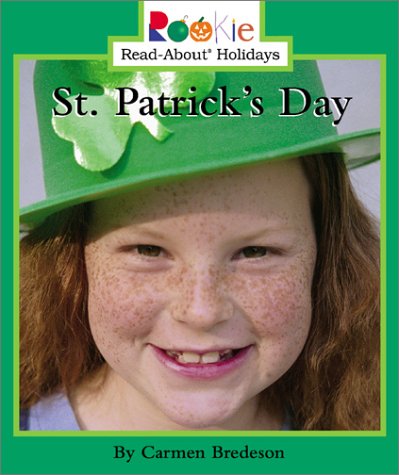 Rookie
Read-About® Holidays
St. Patrick's Day
By Carmen Bredeson